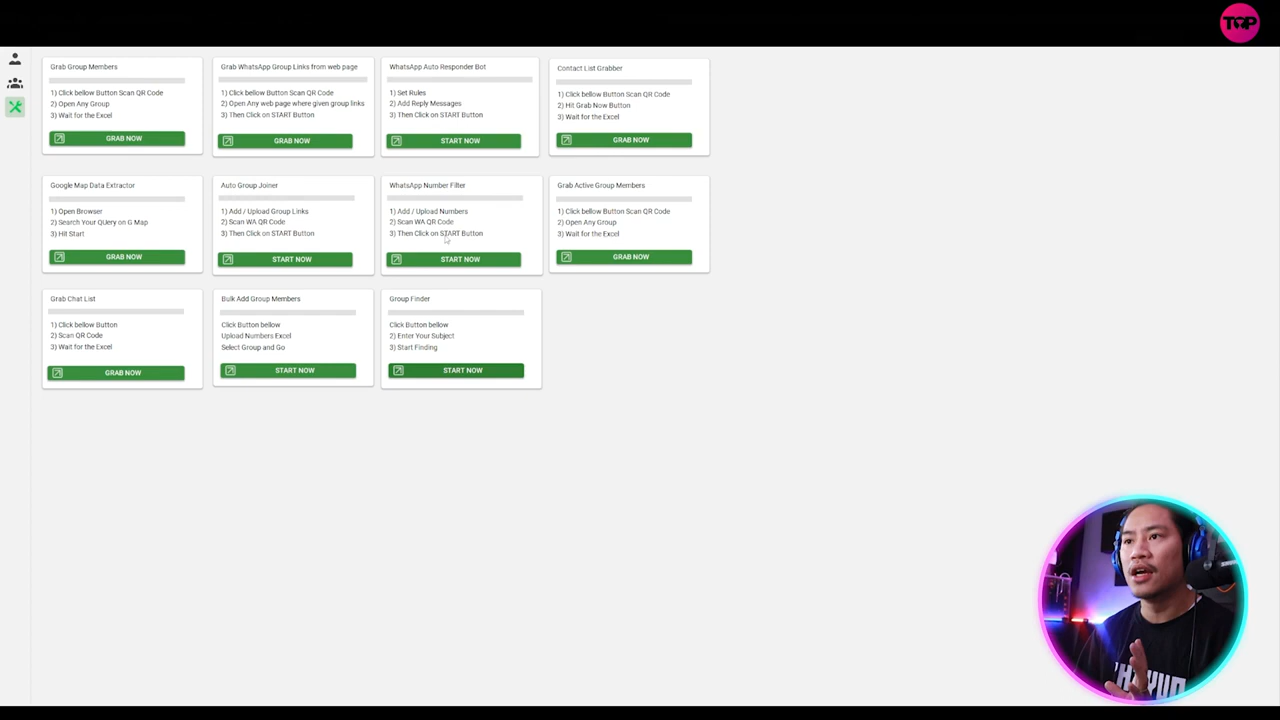 TOP
Grab Group Members
1) Click bellow Button Scan QR Code
2) Open Any Group
3) Wait for the Excel
GRAB NOW
Grab WhatsApp Group Links from web page
1) Click bellow Button Scan QR Code
2) Open Any web page where given group links
3) Then Click on START Button
GRAB NOW
WhatsApp Auto Responder Bot
1) Set Rules
2) Add Reply Messages
3) Then Click on START Button
START NOW
Contact List Grabber
1) Click bellow Button Scan QR Code
2) Hit Grab Now Button
3) Wait for the Excel
GRAB NOW
Google Map Data Extractor
1) Open Browser
2) Search Your QUery on G Map
3) Hit Start
GRAB NOW
Auto Group Joiner
1) Add / Upload Group Links
2) Scan WA QR Code
3) Then Click on START Button
START NOW
WhatsApp Number Filter
1) Add / Upload Numbers
2) Scan WA QR Code
3) Then Click on START Button
START NOW
Grab Active Group Members
1) Click bellow Button Scan QR Code
2) Open Any Group
3) Wait for the Excel
GRAB NOW
Grab Chat List
1) Click bellow Button
2) Scan QR Code
3) Wait for the Excel
GRAB NOW
Bulk Add Group Members
Click Button bellow
Upload Numbers Excel
Select Group and Go
START NOW
Group Finder
Click Button bellow
2) Enter Your Subject
3) Start Finding
START NOW